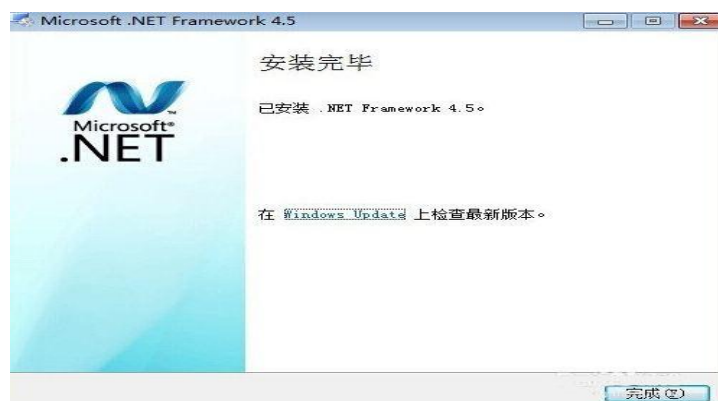 Microsoft .NET Framework 4.5
安装完毕
已安装 .NET Framework 4.5。
Microsoft®
.NET
在 Windows Update 上检查最新版本。
完成(F)